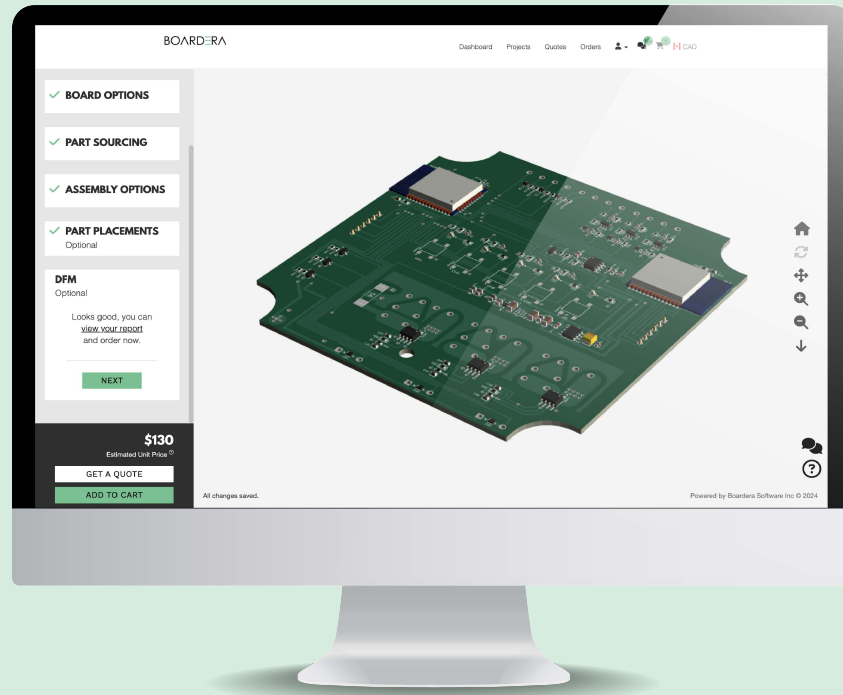 BOARDERA
Dashboard Projects Quotes Orders CAD
BOARD OPTIONS
PART SOURCING
ASSEMBLY OPTIONS
PART PLACEMENTS
Optional
DFM
Optional
Looks good, you can
view your report
and order now.
NEXT
$130
Estimated Unit Price ?
GET A QUOTE
ADD TO CART
All changes saved.
?
Powered by Boardera Software Inc © 2024